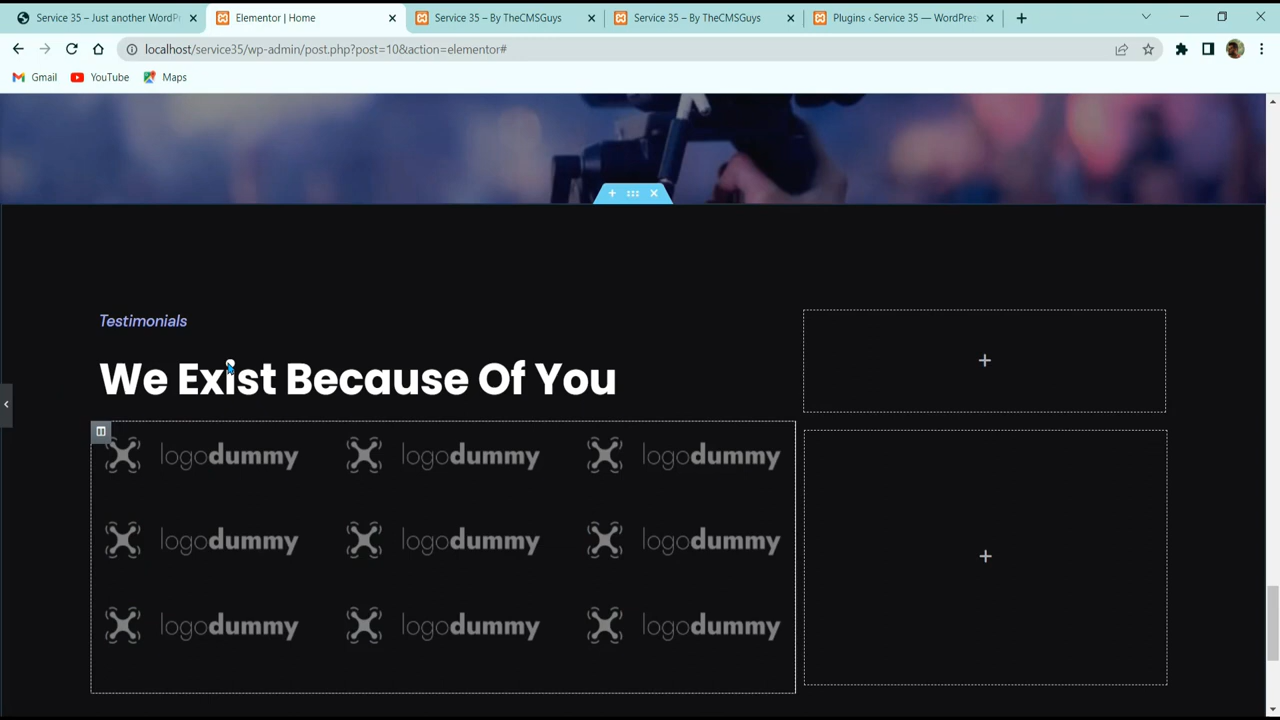 Service 35 – Just another WordPr
Elementor | Home
Service 35 – By TheCMSGuys
Service 35 – By TheCMSGuys
Plugins ‹ Service 35 — WordPres
localhost/service35/wp-admin/post.php?post=10&action=elementor#
Gmail
YouTube
Maps
Testimonials
We Exist Because Of You
logodummy logodummy logodummy
logodummy logodummy logodummy
logodummy logodummy logodummy